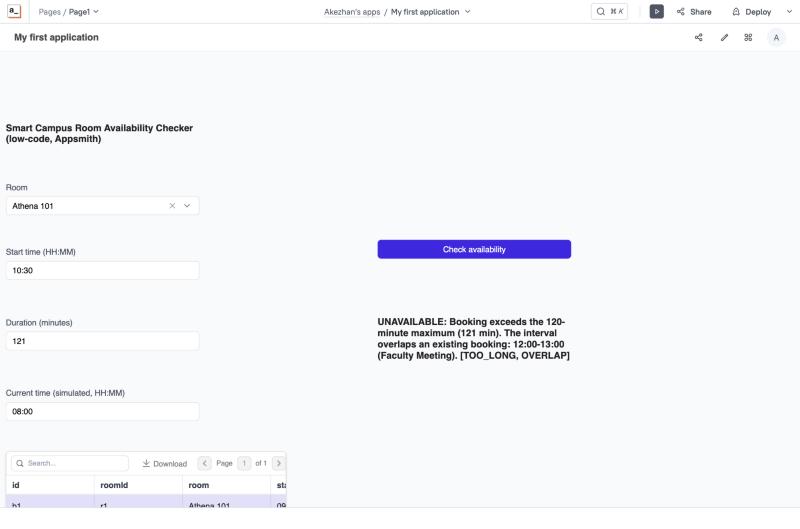 a_
Pages / Page1
Akezhan's apps / My first application
⌘ K
Share
Deploy
My first application
A
Smart Campus Room Availability Checker
(low-code, Appsmith)
Room
Athena 101
Check availability
Start time (HH:MM)
10:30
Duration (minutes)
121
UNAVAILABLE: Booking exceeds the 120-
minute maximum (121 min). The interval
overlaps an existing booking: 12:00-13:00
(Faculty Meeting). [TOO_LONG, OVERLAP]
Current time (simulated, HH:MM)
08:00
Search...
Download
Page 1 of 1
id roomId room sta
b1 r1 Athena 101 09